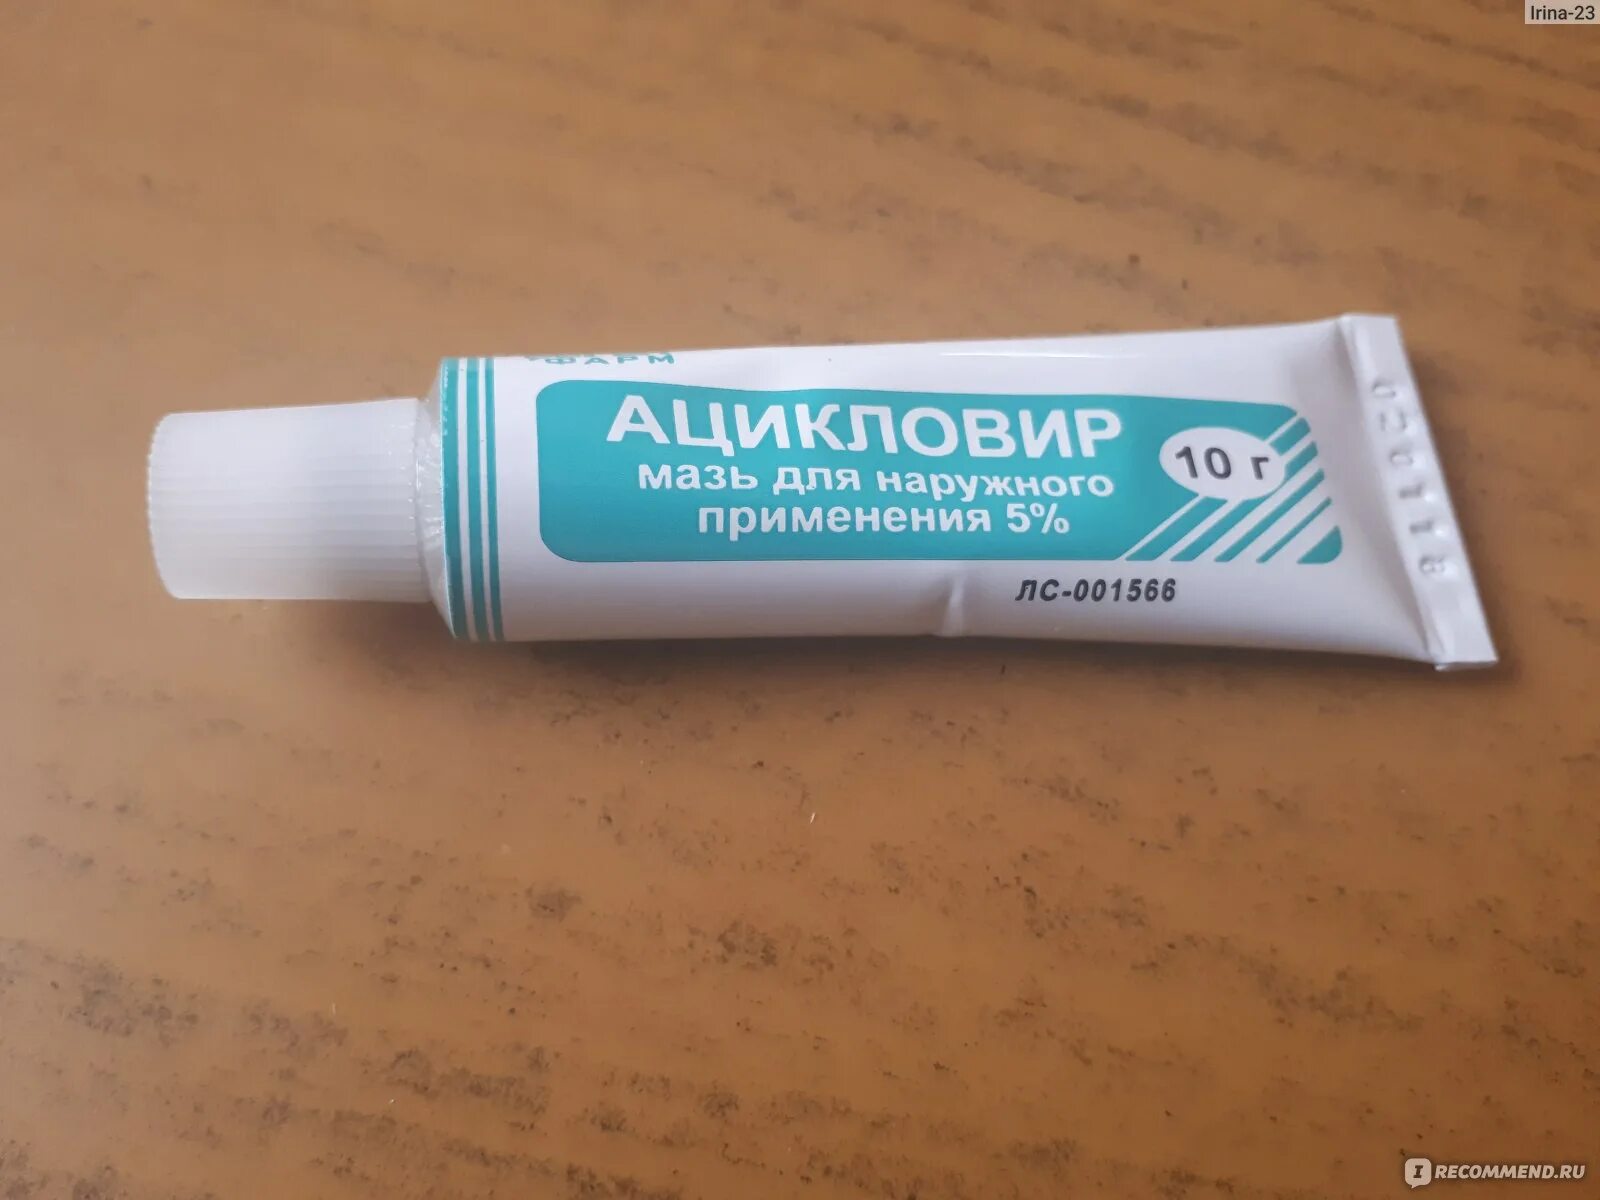 Irina-23
ФАРМ
АЦИКЛОВИР
мазь для наружного
применения 5%
10 г
ЛС-001566
RECOMMEND.RU